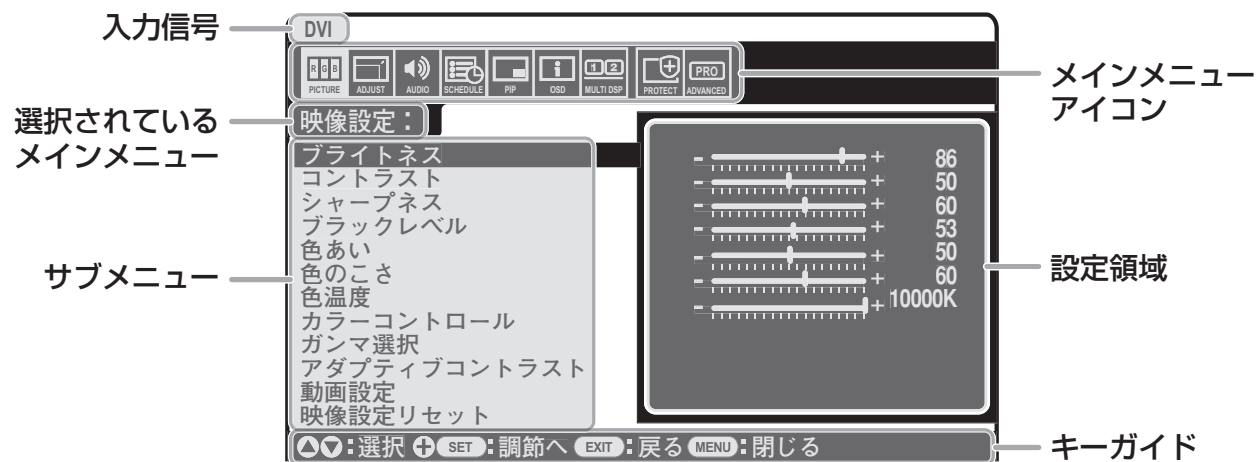 入力信号
DVI
R G B
PICTURE
ADJUST
AUDIO
SCHEDULE
PIP
OSD
1 2
MULTI DSP
PROTECT
PRO
ADVANCED
メインメニュー
アイコン
選択されている
メインメニュー
映像設定：
サブメニュー
ブライトネス
コントラスト
シャープネス
ブラックレベル
色あい
色のこさ
色温度
カラーコントロール
ガンマ選択
アダプティブコントラスト
動画設定
映像設定リセット
- + 86
- + 50
- + 60
- + 53
- + 50
- + 60
- + 10000K
設定領域
:選択 SET:調節へ EXIT:戻る MENU:閉じる
キーガイド